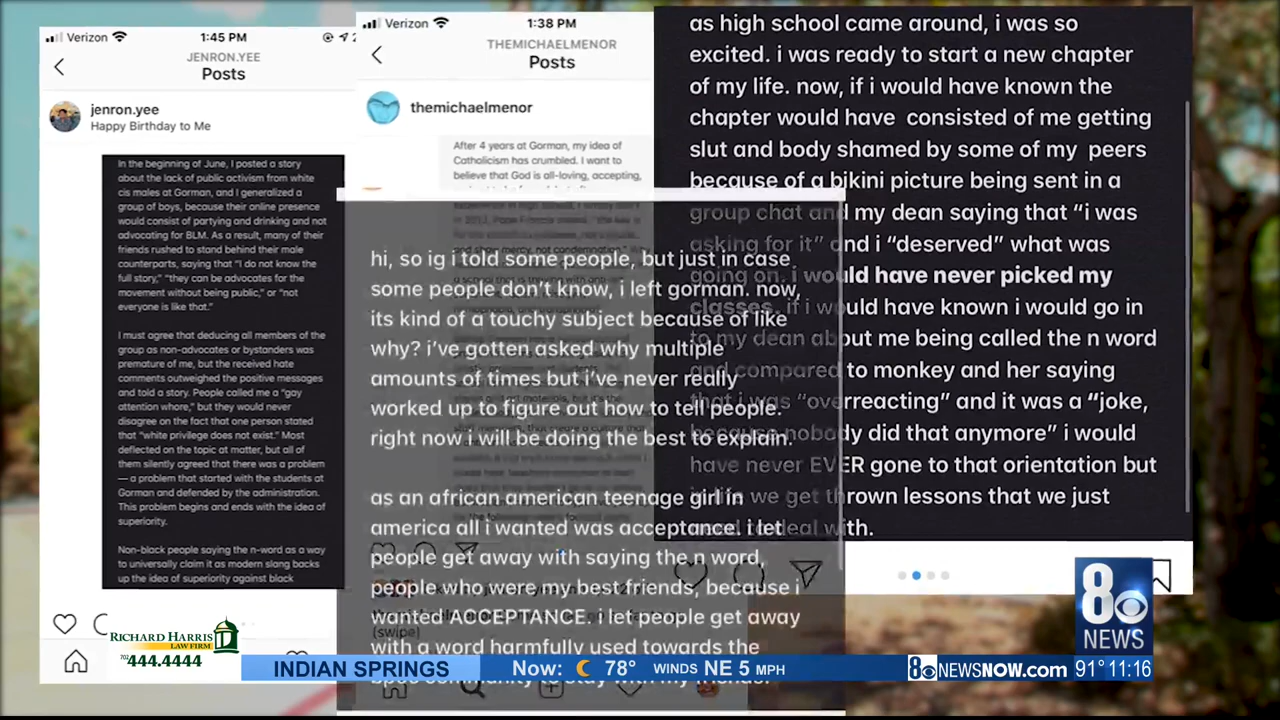 Verizon
1:45 PM
JENRON.YEE
Posts
jenron.yee
Happy Birthday to Me
In the beginning of June, I posted a story
about the lack of public activism from white
cis males at Gorman, and I generalized a
group of boys, because their online presence
would consist of partying and drinking and not
advocating for BLM. As a result, many of their
friends rushed to stand behind their male
counterparts, saying that "I do not know the
full story," "they can be advocates for the
movement without being public," or "not
everyone is like that."
I must agree that deducing all members of the
group as non-advocates or bystanders was
premature of me, but the received hate
comments outweighed the positive messages
and told a story. People called me a "gay
attention whore," but they would never
disagree on the fact that one person stated
that "white privilege does not exist." Most
deflected on the topic at matter, but all of
them silently agreed that there was a problem
— a problem that started with the students at
Gorman and defended by the administration.
This problem begins and ends with the idea of
superiority.
Non-black people saying the n-word as a way
to universally claim it as modern slang backs
up the idea of superiority against black
Verizon
1:38 PM
THEMICHAELMENOR
Posts
themichaelmenor
After 4 years at Gorman, my idea of
Catholicism has crumbled. I want to
believe that God is all-loving, accepting,
hi, so ig i told some people, but just in case
some people don't know, i left gorman. now,
its kind of a touchy subject because of like
why? i've gotten asked why multiple
amounts of times but i've never really
worked up to figure out how to tell people.
right now i will be doing the best to explain.
as an african american teenage girl in
america all i wanted was acceptance. i let
people get away with saying the n word,
people who were my best friends, because i
wanted ACCEPTANCE. i let people get away
with a word harmfully used towards the
(swipe)
as high school came around, i was so
excited. i was ready to start a new chapter
of my life. now, if i would have known the
chapter would have consisted of me getting
slut and body shamed by some of my peers
because of a bikini picture being sent in a
group chat and my dean saying that "i was
asking for it" and i "deserved" what was
going on. i would have never picked my
classes. if i would have known i would go in
to my dean about me being called the n word
and compared to monkey and her saying
that i was "overreacting" and it was a "joke,
because nobody did that anymore" i would
have never EVER gone to that orientation but
in life we get thrown lessons that we just
need to deal with.
RICHARD HARRIS
LAW FIRM
702 444.4444
8
NEWS
INDIAN SPRINGS
Now: 78° WINDS NE 5 MPH
8 NEWSNOW.com 91° 11:16